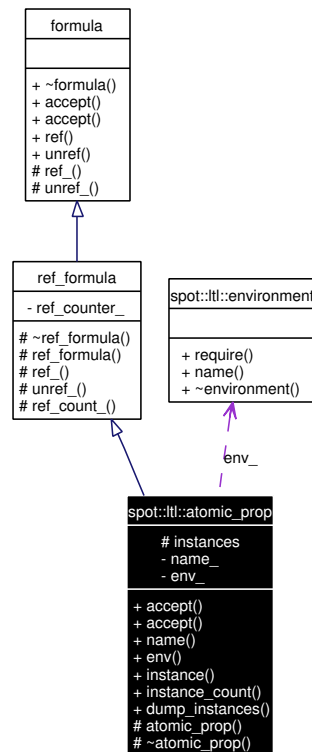 formula
+ ~formula()
+ accept()
+ accept()
+ ref()
+ unref()
# ref_()
# unref_()
ref_formula
- ref_counter_
# ~ref_formula()
# ref_formula()
# ref_()
# unref_()
# ref_count_()
spot::ltl::environment
+ require()
+ name()
+ ~environment()
env_
spot::ltl::atomic_prop
# instances
- name_
- env_
+ accept()
+ accept()
+ name()
+ env()
+ instance()
+ instance_count()
+ dump_instances()
# atomic_prop()
# ~atomic_prop()